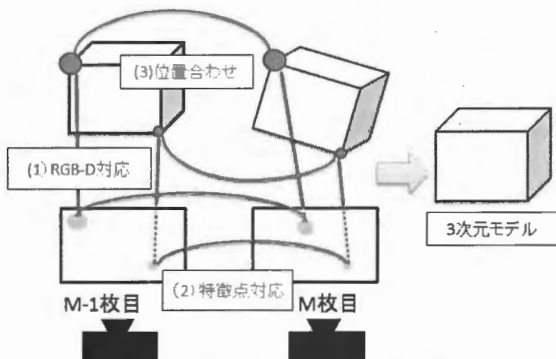 (3)位置合わせ
(1)RGB-D対応
3次元モデル
(2)特徴点対応
M-1枚目
M枚目